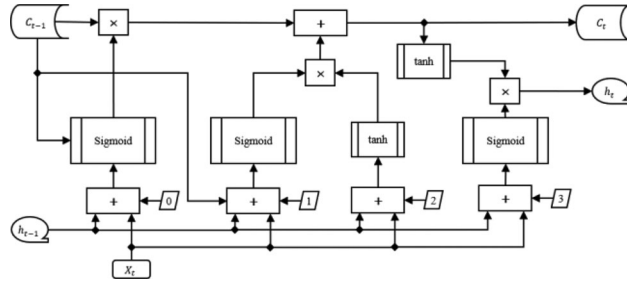 C_{t-1}
×
+
C_t
tanh
×
×
h_t
Sigmoid
Sigmoid
tanh
Sigmoid
+
0
+
1
+
2
+
3
h_{t-1}
X_t